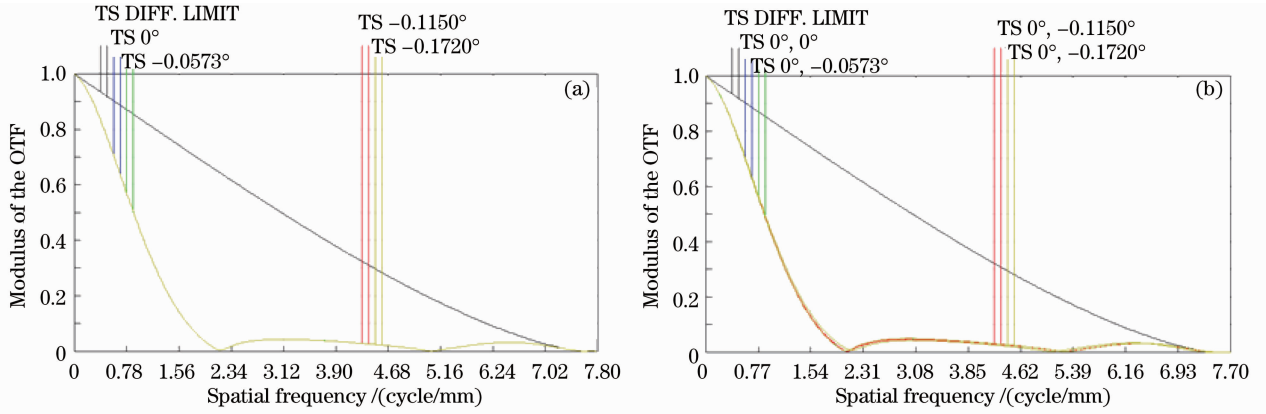 TS DIFF. LIMIT
TS 0°
TS −0.0573°
TS −0.1150°
TS −0.1720°
(a)
1.0
0.8
0.6
0.4
0.2
0
Modulus of the OTF
0 0.78 1.56 2.34 3.12 3.90 4.68 5.16 6.24 7.02 7.80
Spatial frequency /(cycle/mm)
TS DIFF. LIMIT
TS 0°, 0°
TS 0°, −0.0573°
TS 0°, −0.1150°
TS 0°, −0.1720°
(b)
1.0
0.8
0.6
0.4
0.2
0
Modulus of the OTF
0 0.77 1.54 2.31 3.08 3.85 4.62 5.39 6.16 6.93 7.70
Spatial frequency /(cycle/mm)